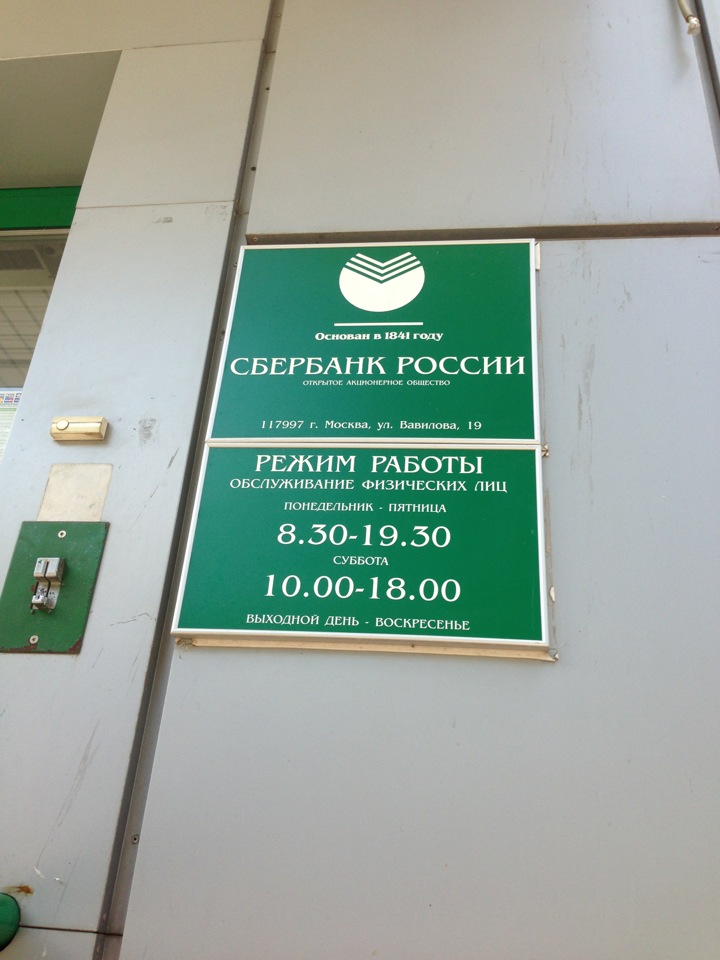 Основан в 1841 году
СБЕРБАНК РОССИИ
ОТКРЫТОЕ АКЦИОНЕРНОЕ ОБЩЕСТВО
117997 г. Москва, ул. Вавилова, 19
РЕЖИМ РАБОТЫ
ОБСЛУЖИВАНИЕ ФИЗИЧЕСКИХ ЛИЦ
ПОНЕДЕЛЬНИК - ПЯТНИЦА
8.30-19.30
СУББОТА
10.00-18.00
ВЫХОДНОЙ ДЕНЬ - ВОСКРЕСЕНЬЕ